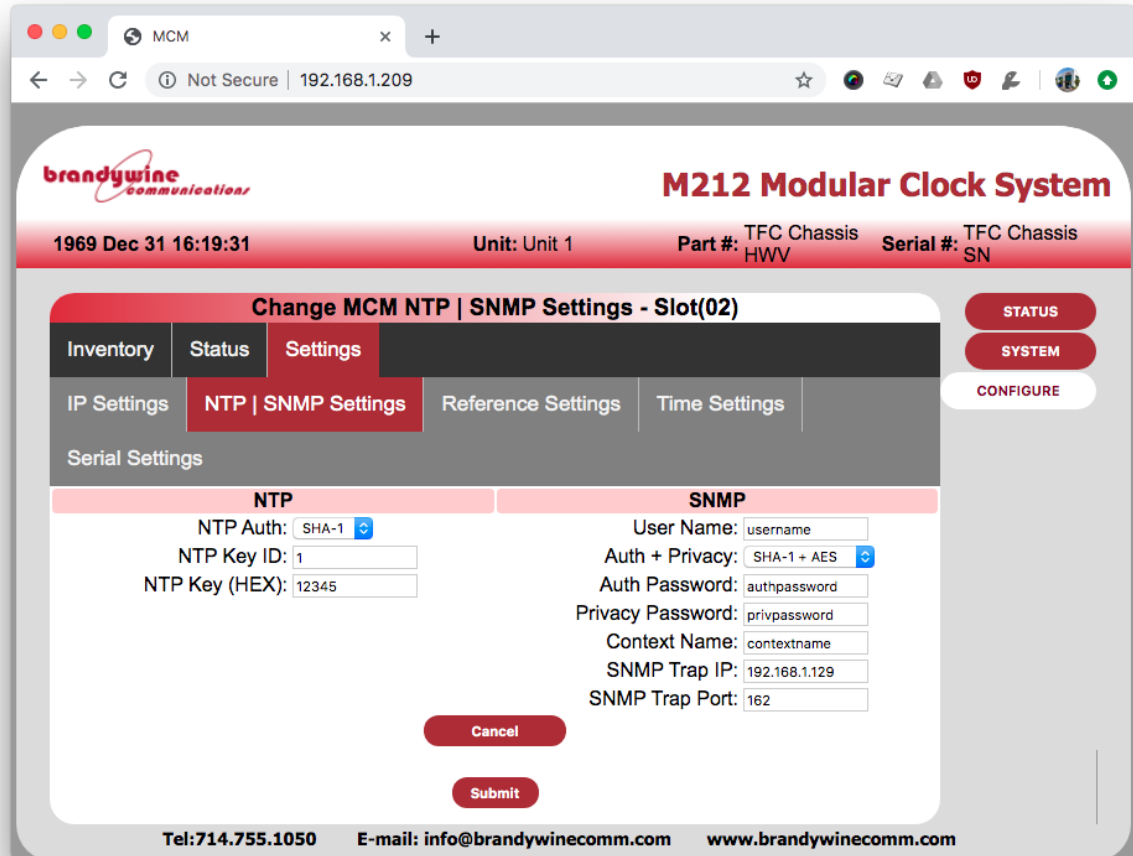 MCM
Not Secure | 192.168.1.209
brandywine
communications
M212 Modular Clock System
1969 Dec 31 16:19:31 Unit: Unit 1 Part #: TFC Chassis HWV Serial #: TFC Chassis SN
Change MCM NTP | SNMP Settings - Slot(02)
STATUS
Inventory Status Settings
SYSTEM
IP Settings NTP | SNMP Settings Reference Settings Time Settings
CONFIGURE
Serial Settings
NTP SNMP
NTP Auth: SHA-1 User Name: username
NTP Key ID: 1 Auth + Privacy: SHA-1 + AES
NTP Key (HEX): 12345 Auth Password: authpassword
Privacy Password: privpassword
Context Name: contextname
SNMP Trap IP: 192.168.1.129
SNMP Trap Port: 162
Cancel
Submit
Tel:714.755.1050 E-mail: info@brandywinecomm.com www.brandywinecomm.com